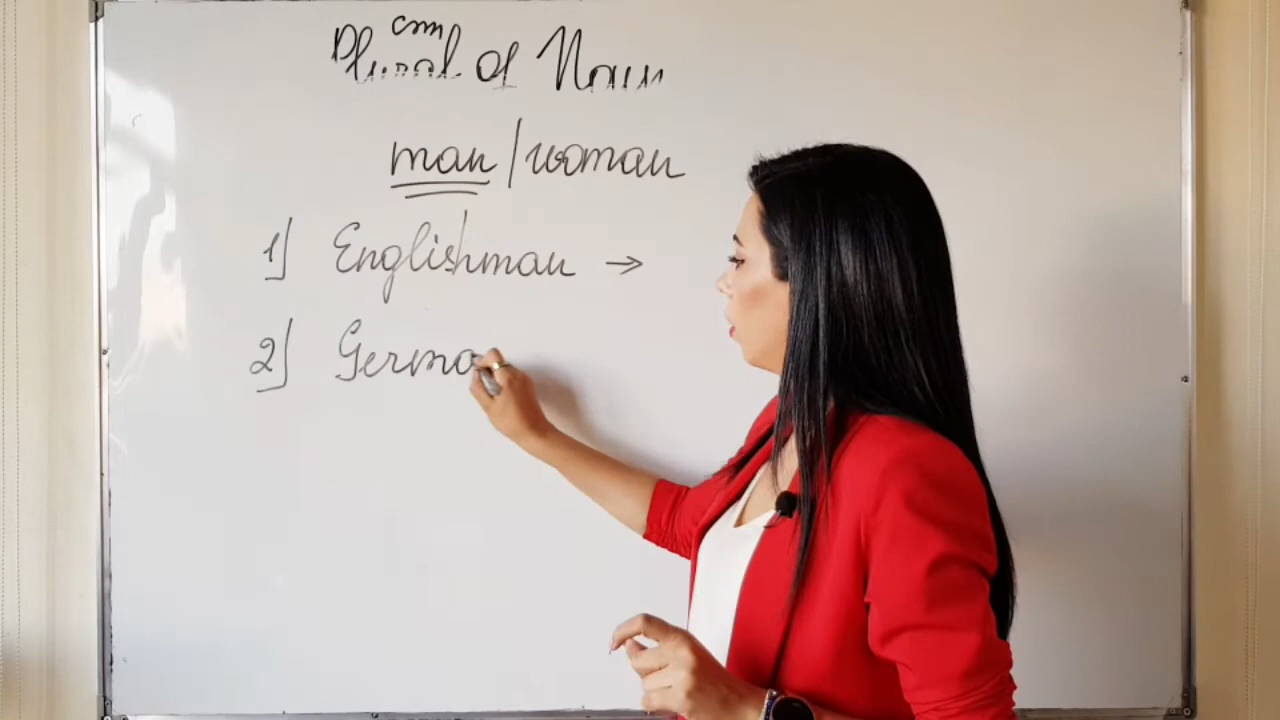 Plural of Noun
man/woman
1) Englishman →
2) Germa